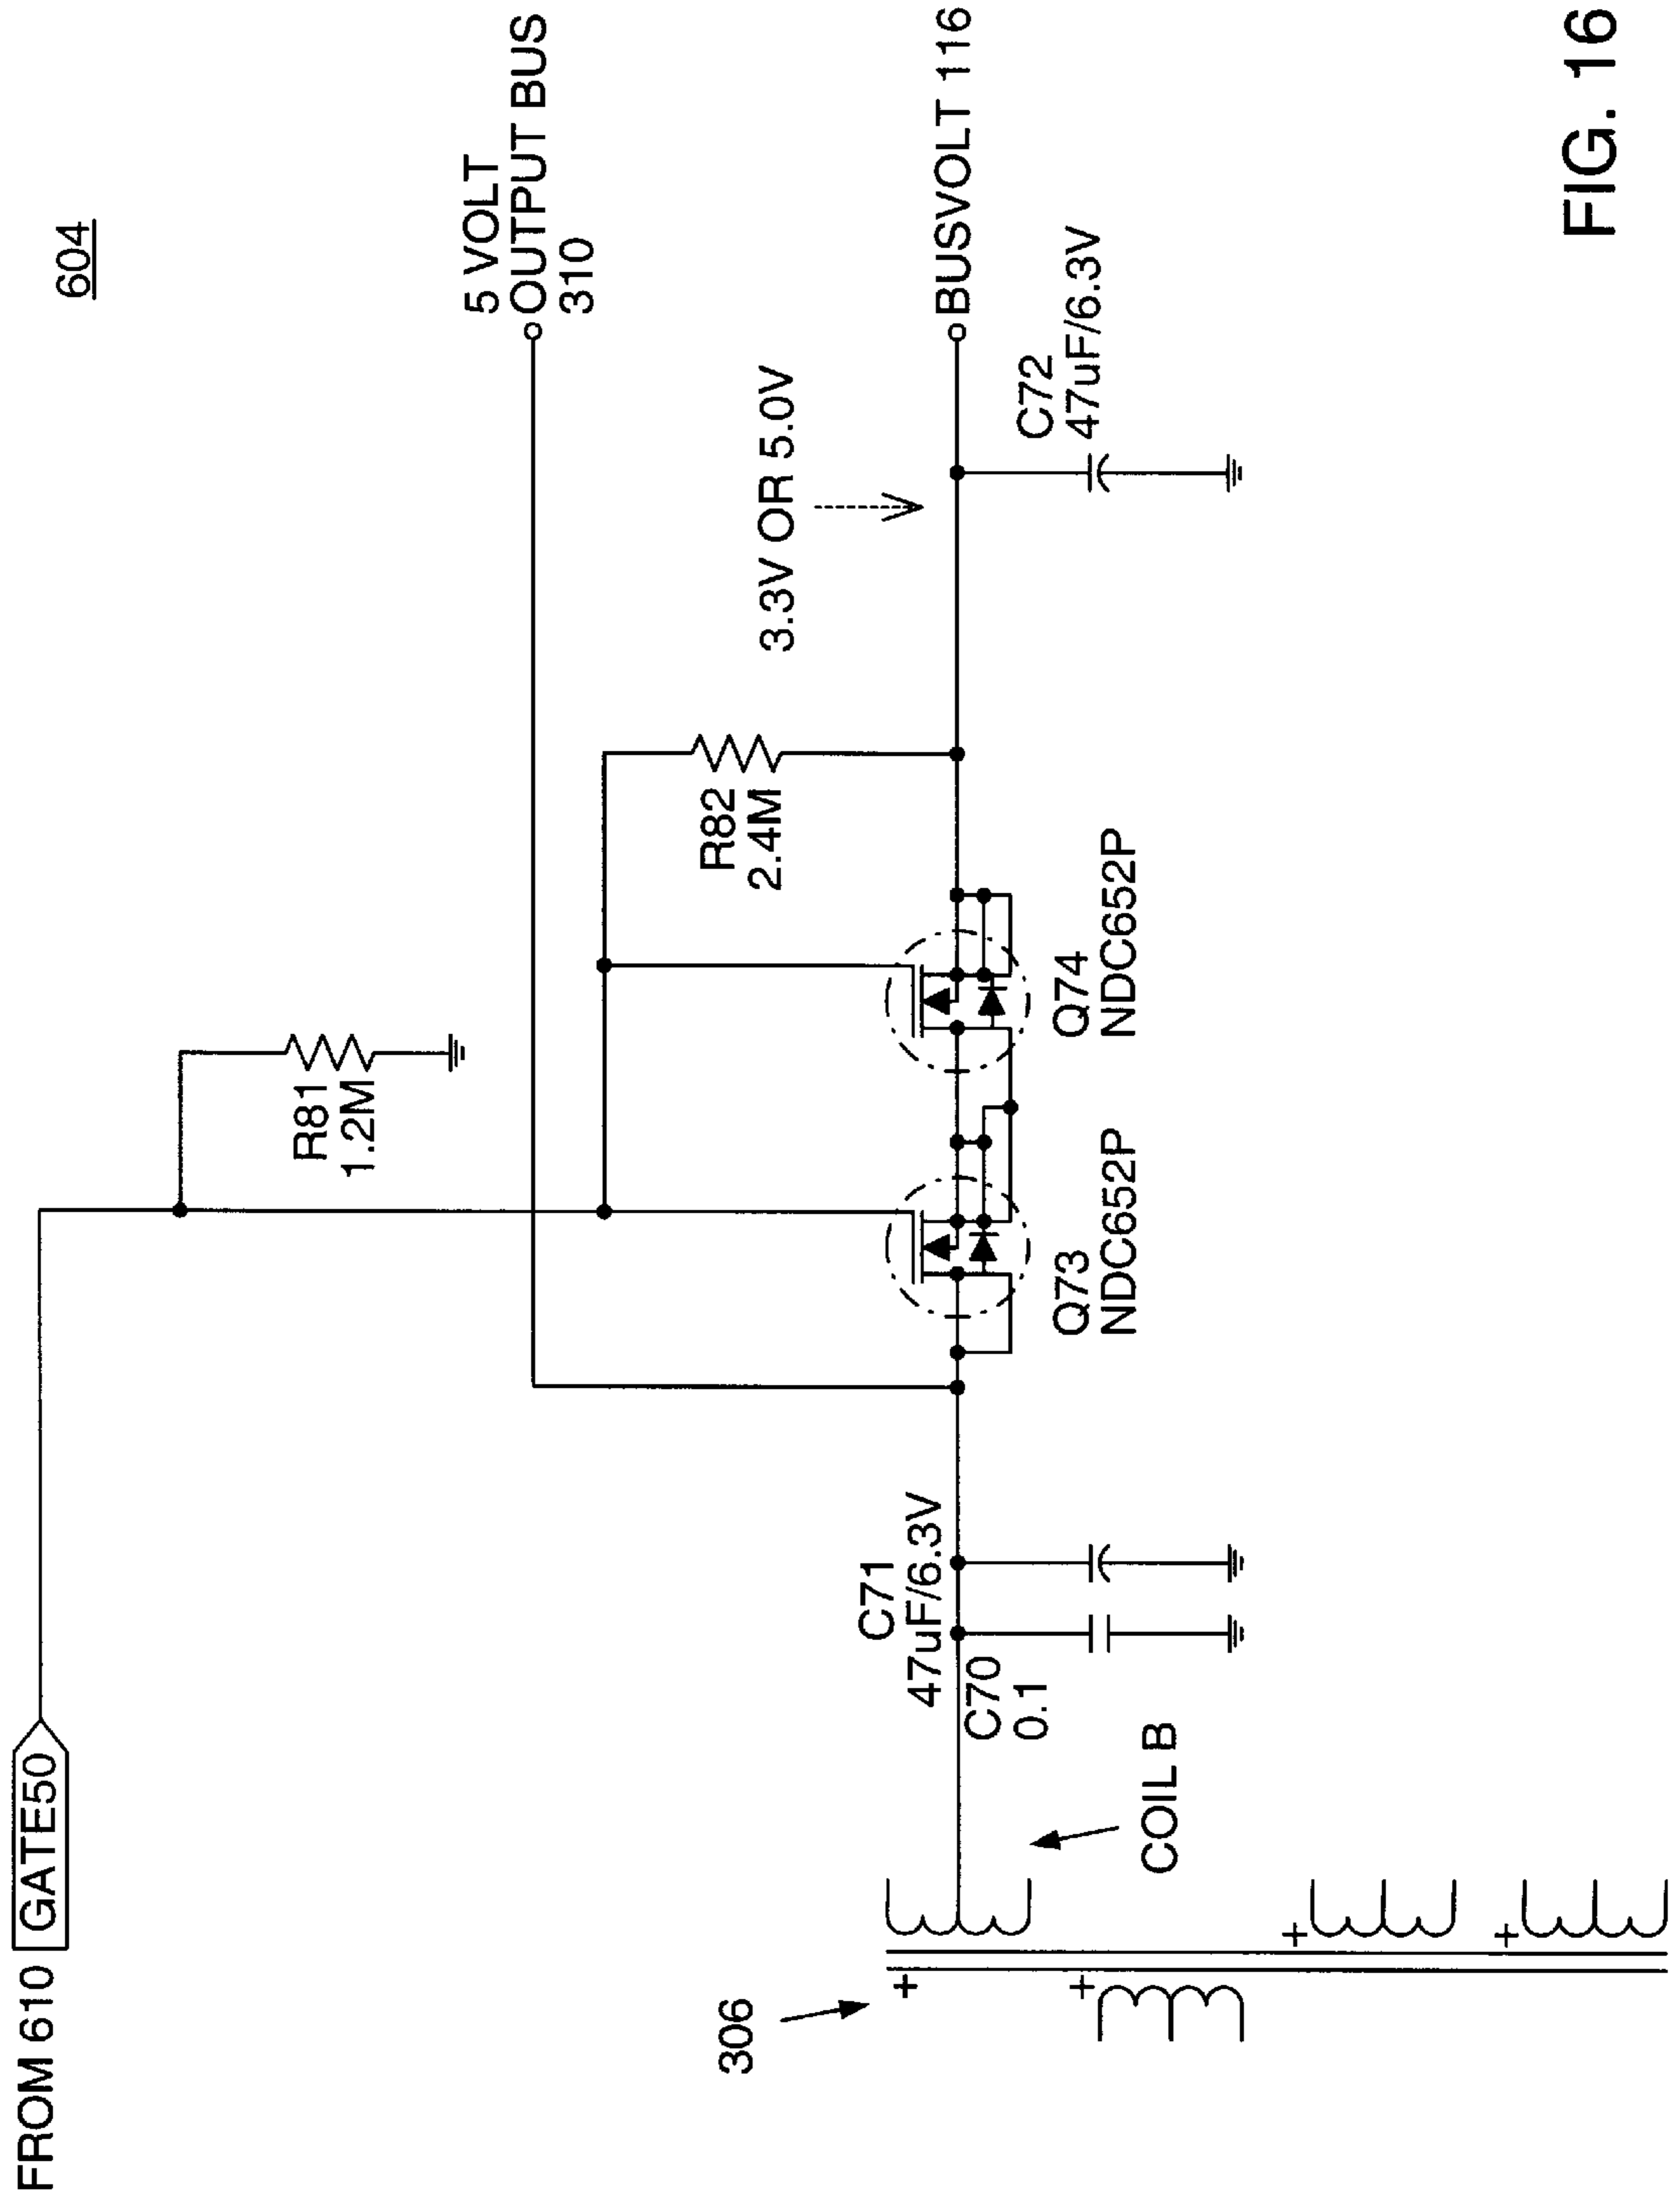 604
FROM 610 GATE50
R81
1.2M
5 VOLT
OUTPUT BUS
310
R82
2.4M
3.3V OR 5.0V
306
C71
47uF/6.3V
C70
0.1
BUSVOLT 116
C72
47uF/6.3V
Q73
NDC652P
Q74
NDC652P
COIL B
+
+
+
+
FIG. 16